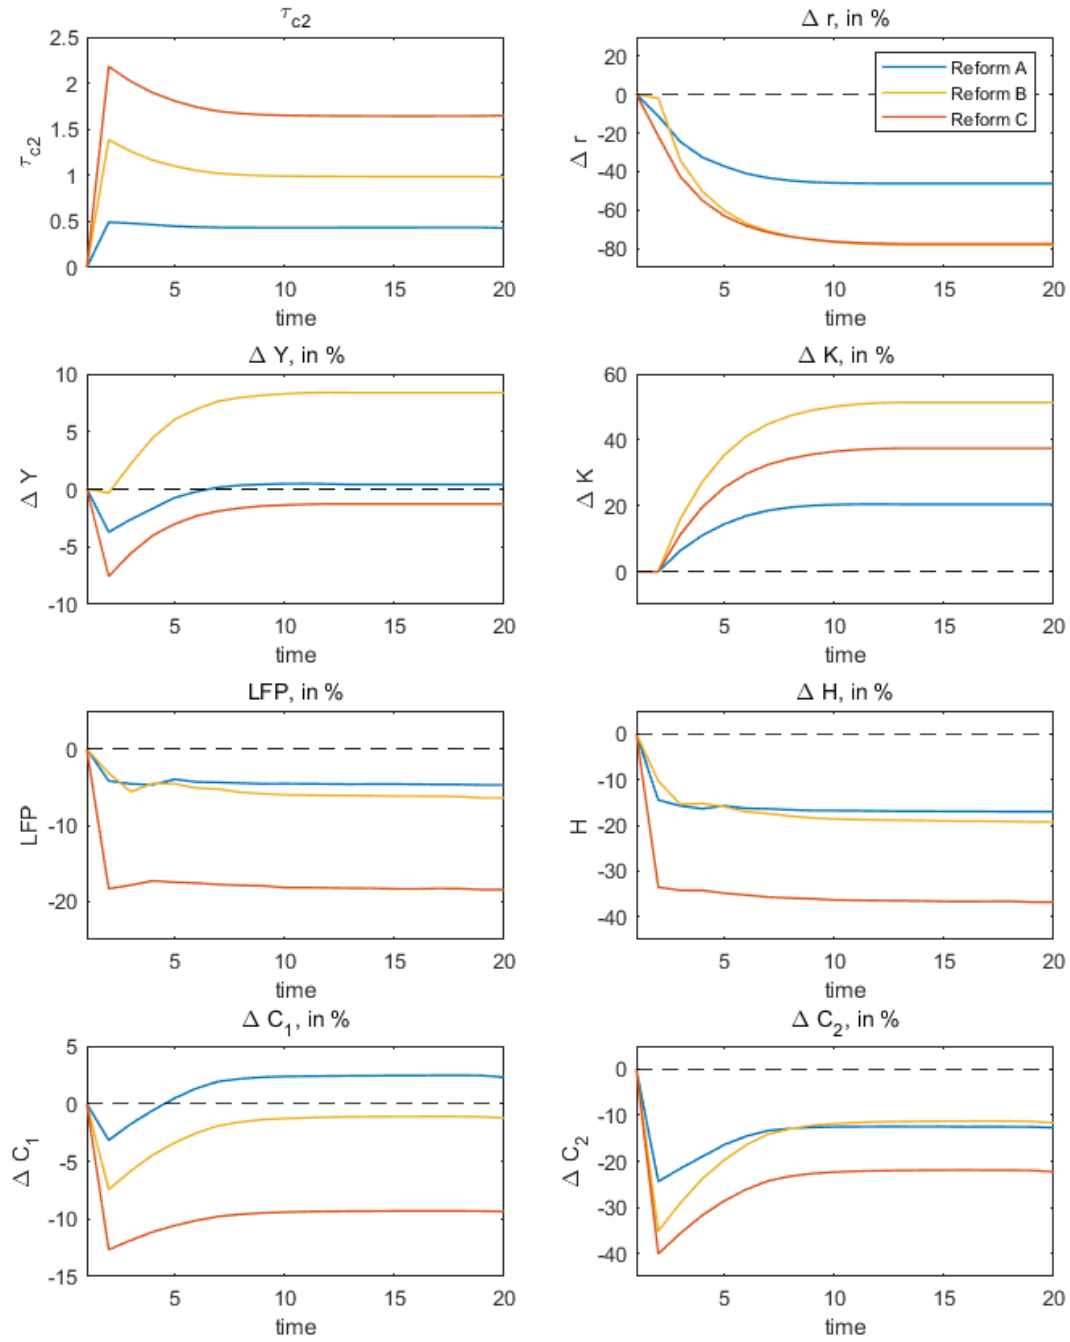 τc2
2.5
2
1.5
1
0.5
0
τc2
5
10
15
20
time
Δ r, in %
20
0
-20
-40
-60
-80
Δ r
Reform A
Reform B
Reform C
5
10
15
20
time
Δ Y, in %
10
5
0
-5
-10
Δ Y
5
10
15
20
time
Δ K, in %
60
40
20
0
Δ K
5
10
15
20
time
LFP, in %
0
-10
-20
LFP
5
10
15
20
time
Δ H, in %
0
-10
-20
-30
-40
H
5
10
15
20
time
Δ C1, in %
5
0
-5
-10
-15
Δ C1
5
10
15
20
time
Δ C2, in %
0
-10
-20
-30
-40
Δ C2
5
10
15
20
time